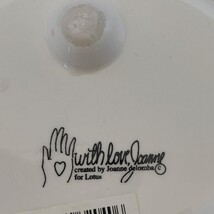 with love, Joanne
created by Joanne delomba ©
for Lotus